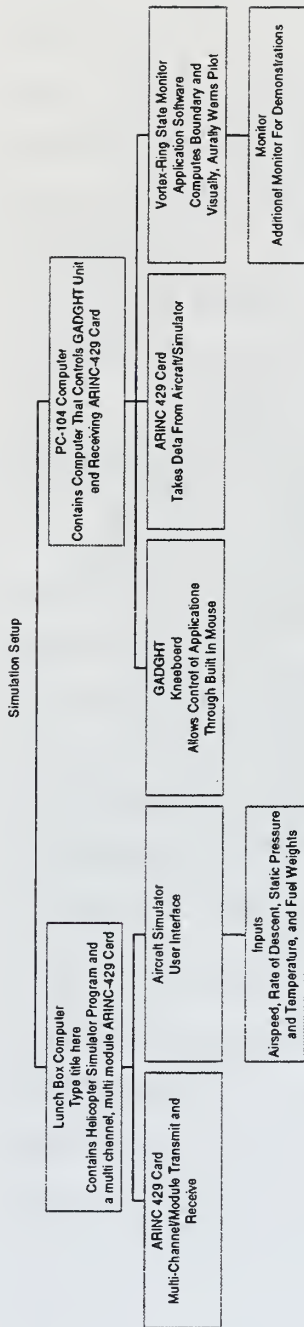 Simulation Setup
Lunch Box Computer
Type title here
Contains Helicopter Simulator Program and
a multi channel, multi module ARINC-429 Card
ARINC 429 Card
Multi-Channel/Module Transmit and
Receive
Aircraft Simulator
User Interface
Inputs
Airspeed, Rate of Descent, Static Pressure
and Temperature, and Fuel Weights
PC-104 Computer
Contains Computer That Controls GADGHT Unit
and Receiving ARINC-429 Card
GADGHT
Kneeboard
Allows Control of Applicatione
Through Built In Mouse
ARINC 429 Card
Takes Data From Aircraft/Simulator
Vortex-Ring State Monitor
Application Software
Computes Boundary and
Visually, Aurally Warns Pilot
Monitor
Additionel Monitor For Demonstrations